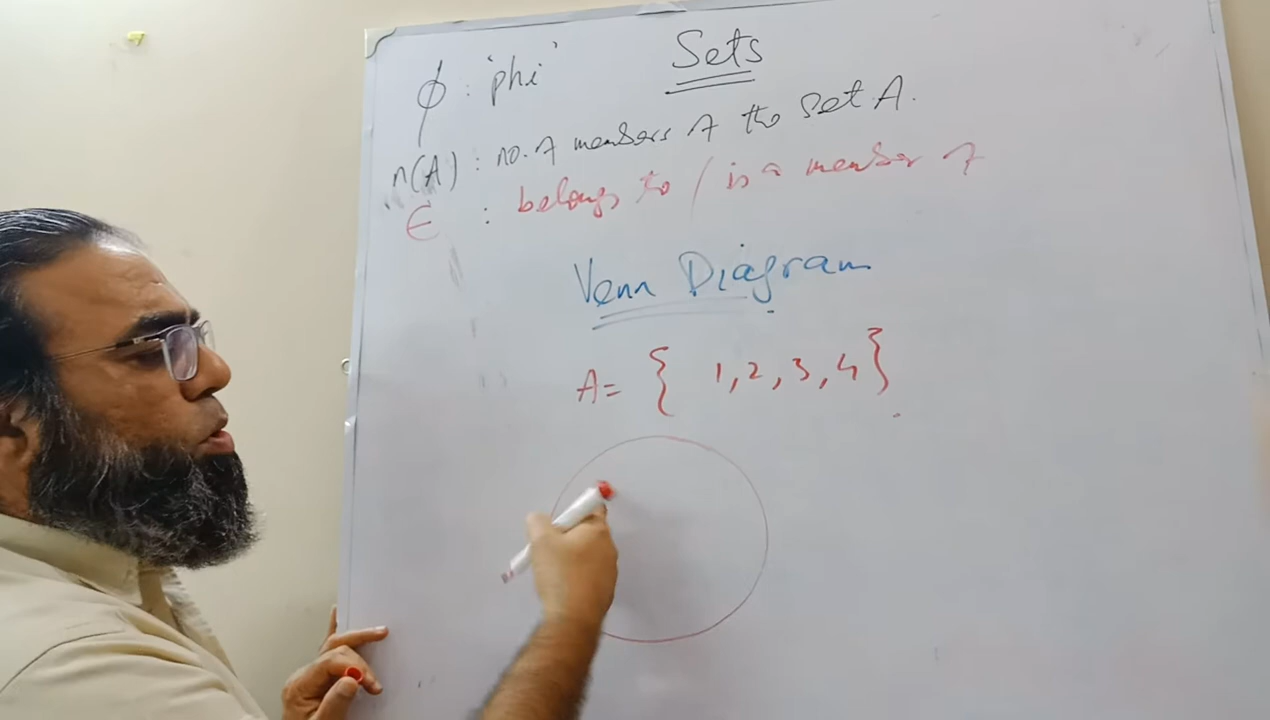 Sets
ϕ : 'phi'
n(A) : no. of members of the set A.
∈ : belongs to / is a member of
Venn Diagram
A = { 1, 2, 3, 4 }